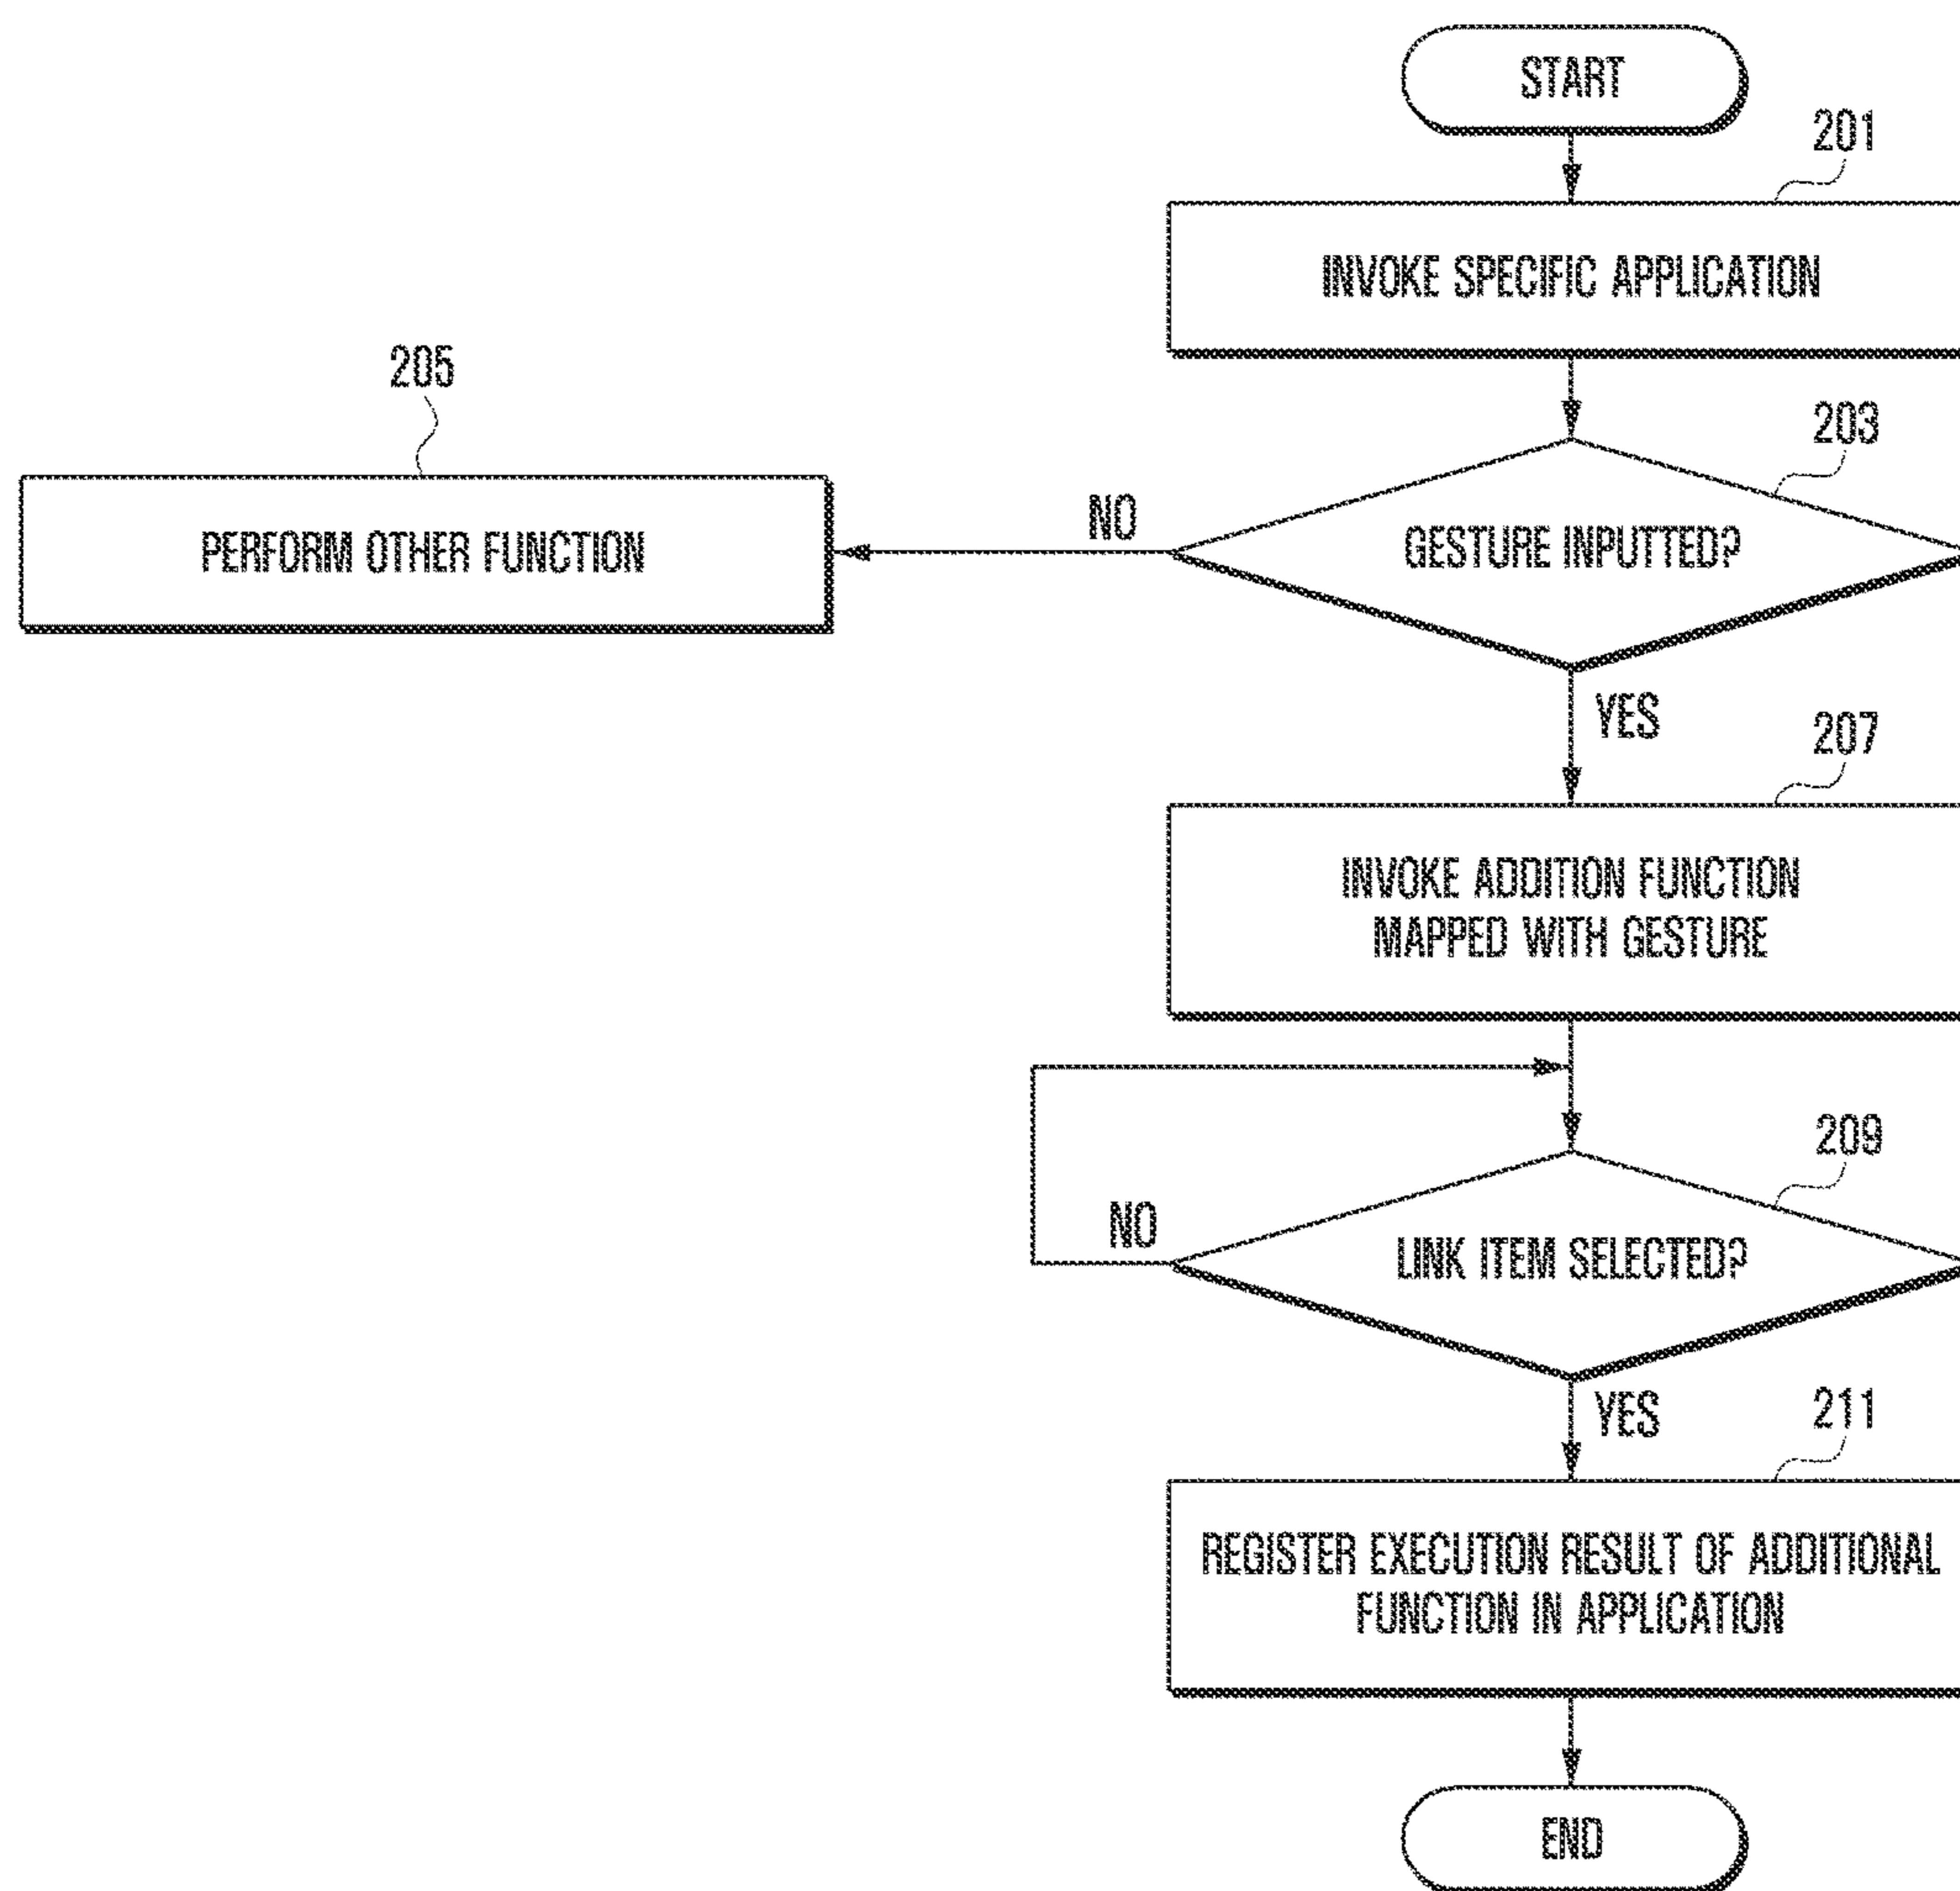 START
201
INVOKE SPECIFIC APPLICATION
203
GESTURE INPUTTED?
NO
205
PERFORM OTHER FUNCTION
YES
207
INVOKE ADDITION FUNCTION
MAPPED WITH GESTURE
209
LINK ITEM SELECTED?
NO
YES
211
REGISTER EXECUTION RESULT OF ADDITIONAL
FUNCTION IN APPLICATION
END